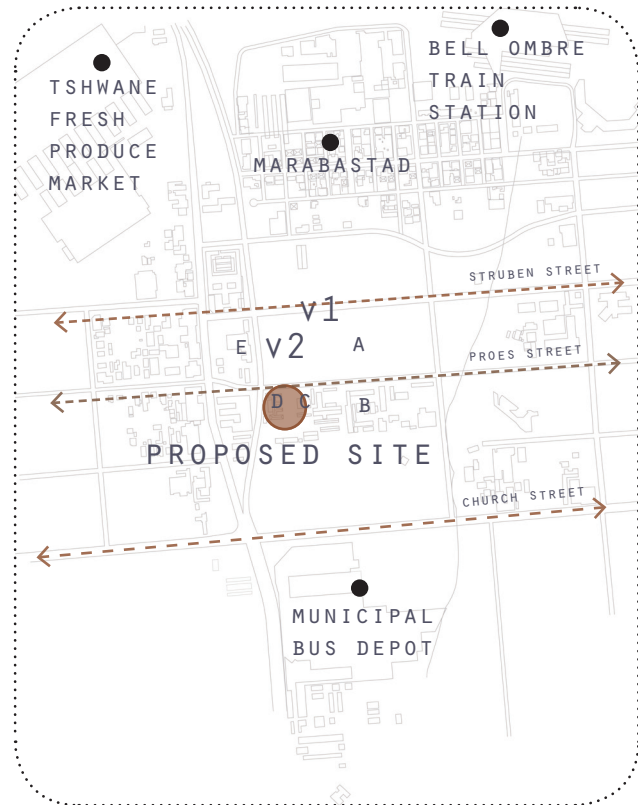 BELL OMBRE
TRAIN
STATION
TSHWANE
FRESH
PRODUCE
MARKET
MARABASTAD
STRUBEN STREET
v1
E
v2
A
PROES STREET
D
C
B
PROPOSED SITE
CHURCH STREET
MUNICIPAL
BUS DEPOT